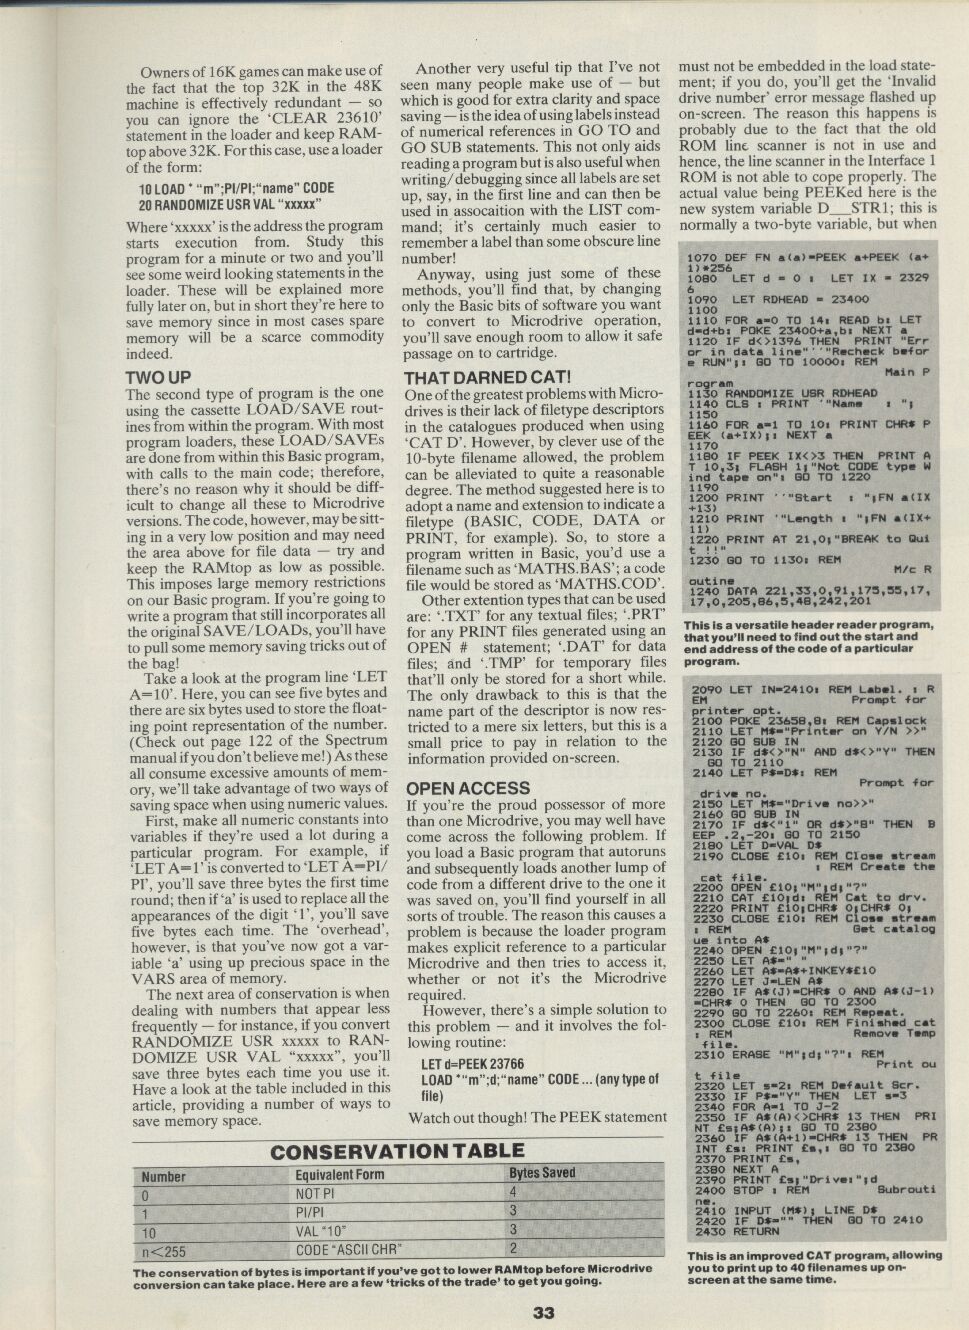 Owners of 16K games can make use of
the fact that the top 32K in the 48K
machine is effectively redundant — so
you can ignore the ‘CLEAR 23610’
statement in the loader and keep RAM-
top above 32K. For this case, use a loader
of the form:
10 LOAD * “m”;PI/PI;“name” CODE
20 RANDOMIZE USR VAL “xxxxx”
Where ‘xxxxx’ is the address the program
starts execution from. Study this
program for a minute or two and you’ll
see some weird looking statements in the
loader. These will be explained more
fully later on, but in short they’re here to
save memory since in most cases spare
memory will be a scarce commodity
indeed.
TWO UP
The second type of program is the one
using the cassette LOAD/SAVE rout-
ines from within the program. With most
program loaders, these LOAD/SAVEs
are done from within this Basic program,
with calls to the main code; therefore,
there’s no reason why it should be diff-
icult to change all these to Microdrive
versions. The code, however, may be sitt-
ing in a very low position and may need
the area above for file data — try and
keep the RAMtop as low as possible.
This imposes large memory restrictions
on our Basic program. If you’re going to
write a program that still incorporates all
the original SAVE/LOADs, you’ll have
to pull some memory saving tricks out of
the bag!
Take a look at the program line ‘LET
A=10’. Here, you can see five bytes and
there are six bytes used to store the float-
ing point representation of the number.
(Check out page 122 of the Spectrum
manual if you don’t believe me!) As these
all consume excessive amounts of mem-
ory, we’ll take advantage of two ways of
saving space when using numeric values.
First, make all numeric constants into
variables if they’re used a lot during a
particular program. For example, if
‘LET A=1’ is converted to ‘LET A=PI/
PI’, you’ll save three bytes the first time
round; then if ‘a’ is used to replace all the
appearances of the digit ‘1’, you’ll save
five bytes each time. The ‘overhead’,
however, is that you’ve now got a var-
iable ‘a’ using up precious space in the
VARS area of memory.
The next area of conservation is when
dealing with numbers that appear less
frequently — for instance, if you convert
RANDOMIZE USR xxxxx to RAN-
DOMIZE USR VAL “xxxxx”, you’ll
save three bytes each time you use it.
Have a look at the table included in this
article, providing a number of ways to
save memory space.
Another very useful tip that I’ve not
seen many people make use of — but
which is good for extra clarity and space
saving — is the idea of using labels instead
of numerical references in GO TO and
GO SUB statements. This not only aids
reading a program but is also useful when
writing/debugging since all labels are set
up, say, in the first line and can then be
used in assocaition with the LIST com-
mand; it’s certainly much easier to
remember a label than some obscure line
number!
Anyway, using just some of these
methods, you’ll find that, by changing
only the Basic bits of software you want
to convert to Microdrive operation,
you’ll save enough room to allow it safe
passage on to cartridge.
THAT DARNED CAT!
One of the greatest problems with Micro-
drives is their lack of filetype descriptors
in the catalogues produced when using
‘CAT D’. However, by clever use of the
10-byte filename allowed, the problem
can be alleviated to quite a reasonable
degree. The method suggested here is to
adopt a name and extension to indicate a
filetype (BASIC, CODE, DATA or
PRINT, for example). So, to store a
program written in Basic, you’d use a
filename such as ‘MATHS.BAS’; a code
file would be stored as ‘MATHS.COD’.
Other extention types that can be used
are: ‘.TXT’ for any textual files; ‘.PRT’
for any PRINT files generated using an
OPEN # statement; ‘.DAT’ for data
files; and ‘.TMP’ for temporary files
that’ll only be stored for a short while.
The only drawback to this is that the
name part of the descriptor is now res-
tricted to a mere six letters, but this is a
small price to pay in relation to the
information provided on-screen.
OPEN ACCESS
If you’re the proud possessor of more
than one Microdrive, you may well have
come across the following problem. If
you load a Basic program that autoruns
and subsequently loads another lump of
code from a different drive to the one it
was saved on, you’ll find yourself in all
sorts of trouble. The reason this causes a
problem is because the loader program
makes explicit reference to a particular
Microdrive and then tries to access it,
whether or not it’s the Microdrive
required.
However, there’s a simple solution to
this problem — and it involves the fol-
lowing routine:
LET d=PEEK 23766
LOAD *“m”;d;“name” CODE ... (any type of
file)
Watch out though! The PEEK statement
must not be embedded in the load state-
ment; if you do, you’ll get the ‘Invalid
drive number’ error message flashed up
on-screen. The reason this happens is
probably due to the fact that the old
ROM line scanner is not in use and
hence, the line scanner in the Interface 1
ROM is not able to cope properly. The
actual value being PEEKed here is the
new system variable D__STR1; this is
normally a two-byte variable, but when
1070 DEF FN a(a)=PEEK a+PEEK (a+
1)*256
1080 LET d = 0 : LET IX = 2329
6
1090 LET RDHEAD = 23400
1100
1110 FOR a=0 TO 14: READ b: LET
d=d+b: POKE 23400+a,b: NEXT a
1120 IF d<>1396 THEN PRINT "Err
or in data line"''"Recheck befor
e RUN";: GO TO 10000: REM
Main P
rogram
1130 RANDOMIZE USR RDHEAD
1140 CLS : PRINT '"Name : ";
1150
1160 FOR a=1 TO 10: PRINT CHR$ P
EEK (a+IX);: NEXT a
1170
1180 IF PEEK IX<>3 THEN PRINT A
T 10,3; FLASH 1;"Not CODE type W
ind tape on": GO TO 1220
1190
1200 PRINT ''"Start : ";FN a(IX
+13)
1210 PRINT '"Length : ";FN a(IX+
11)
1220 PRINT AT 21,0;"BREAK to Qui
t !!"
1230 GO TO 1130: REM
M/c R
outine
1240 DATA 221,33,0,91,175,55,17,
17,0,205,86,5,48,242,201
This is a versatile header reader program,
that you’ll need to find out the start and
end address of the code of a particular
program.
2090 LET IN=2410: REM Label. : R
EM Prompt for
printer opt.
2100 POKE 23658,8: REM Capslock
2110 LET M$="Printer on Y/N >>"
2120 GO SUB IN
2130 IF d$<>"N" AND d$<>"Y" THEN
GO TO 2110
2140 LET P$=D$: REM
Prompt for
drive no.
2150 LET M$="Drive no>>"
2160 GO SUB IN
2170 IF d$<"1" OR d$>"8" THEN B
EEP .2,-20: GO TO 2150
2180 LET D=VAL D$
2190 CLOSE £10: REM Close stream
: REM Create the
cat file.
2200 OPEN £10;"M";d;"?"
2210 CAT £10;d: REM Cat to drv.
2220 PRINT £10;CHR$ 0;CHR$ 0;
2230 CLOSE £10: REM Close stream
: REM Get catalog
ue into A$
2240 OPEN £10;"M";d;"?"
2250 LET A$=" "
2260 LET A$=A$+INKEY$£10
2270 LET J=LEN A$
2280 IF A$(J)=CHR$ 0 AND A$(J-1)
=CHR$ 0 THEN GO TO 2300
2290 GO TO 2260: REM Repeat.
2300 CLOSE £10: REM Finished cat
: REM Remove Temp
file.
2310 ERASE "M";d;"?": REM
Print ou
t file
2320 LET s=2: REM Default Scr.
2330 IF P$="Y" THEN LET s=3
2340 FOR A=1 TO J-2
2350 IF A$(A)<>CHR$ 13 THEN PRI
NT £s;A$(A);: GO TO 2380
2360 IF A$(A+1)=CHR$ 13 THEN PR
INT £s: PRINT £s,: GO TO 2380
2370 PRINT £s,
2380 NEXT A
2390 PRINT £s;"Drive:";d
2400 STOP : REM Subrouti
ne.
2410 INPUT (M$); LINE D$
2420 IF D$="" THEN GO TO 2410
2430 RETURN
This is an improved CAT program, allowing
you to print up to 40 filenames up on-
screen at the same time.
CONSERVATION TABLE
Number Equivalent Form Bytes Saved
0 NOT PI 4
1 PI/PI 3
10 VAL “10” 3
n<255 CODE “ASCII CHR” 2
The conservation of bytes is important if you’ve got to lower RAMtop before Microdrive
conversion can take place. Here are a few ‘tricks of the trade’ to get you going.
33